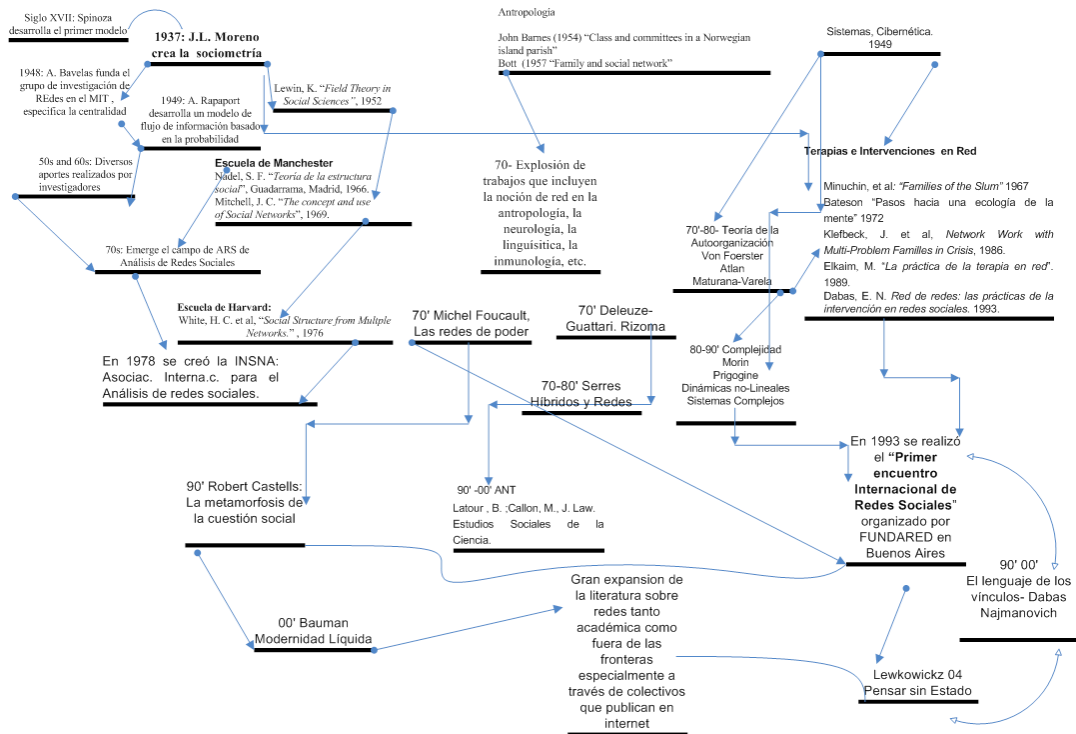 Siglo XVII: Spinoza
desarrolla el primer modelo
1937: J.L. Moreno
crea la  sociometría
1948: A. Bavelas funda el
grupo de investigación de
REdes en el MIT ,
especifica la centralidad
1949: A. Rapaport
desarrolla un modelo de
flujo de información basado
en la probabilidad
Lewin, K. “Field Theory in
Social Sciences”, 1952
50s and 60s: Diversos
aportes realizados por
investigadores
Escuela de Manchester
Nadel, S. F. “Teoría de la estructura
social”, Guadarrama, Madrid, 1966.
Mitchell, J. C. “The concept and use
of Social Networks”, 1969.
70s: Emerge el campo de ARS de
Análisis de Redes Sociales
Escuela de Harvard:
White, H. C. et al, “Social Structure from Multple
Networks.” , 1976
En 1978 se creó la INSNA:
Asociac. Interna.c. para el
Análisis de redes sociales.
Antropologia
John Barnes (1954) “Class and committees in a Norwegian
island parish”
Bott (1957 “Family and social network”
70- Explosión de
trabajos que incluyen
la noción de red en la
antropología, la
neurología, la
linguísitica, la
inmunología, etc.
Sistemas, Cibernética.
1949
Terapias e Intervenciones en Red
Minuchin, et al: “Families of the Slum” 1967
Bateson “Pasos hacia una ecología de la
mente” 1972
Klefbeck, J. et al, Network Work with
Multi-Problem Familles in Crisis, 1986.
Elkaim, M. “La práctica de la terapia en red”.
1989.
Dabas, E. N. Red de redes: las prácticas de la
intervención en redes sociales. 1993.
70'-80- Teoría de la
Autoorganización
Von Foerster
Atlan
Maturana-Varela
70' Michel Foucault,
Las redes de poder
70' Deleuze-
Guattari. Rizoma
80-90' Complejidad
Morin
Prigogine
Dinámicas no-Lineales
Sistemas Complejos
70-80' Serres
Híbridos y Redes
90' Robert Castells:
La metamorfosis de
la cuestión social
90' -00' ANT
Latour , B. ;Callon, M., J. Law.
Estudios Sociales de la
Ciencia.
En 1993 se realizó
el “Primer
encuentro
Internacional de
Redes Sociales”
organizado por
FUNDARED en
Buenos Aires
90' 00'
El lenguaje de los
vínculos- Dabas
Najmanovich
00' Bauman
Modernidad Líquida
Gran expansion de
la literatura sobre
redes tanto
académica como
fuera de las
fronteras
especialmente a
través de colectivos
que publican en
internet
Lewkowickz 04
Pensar sin Estado